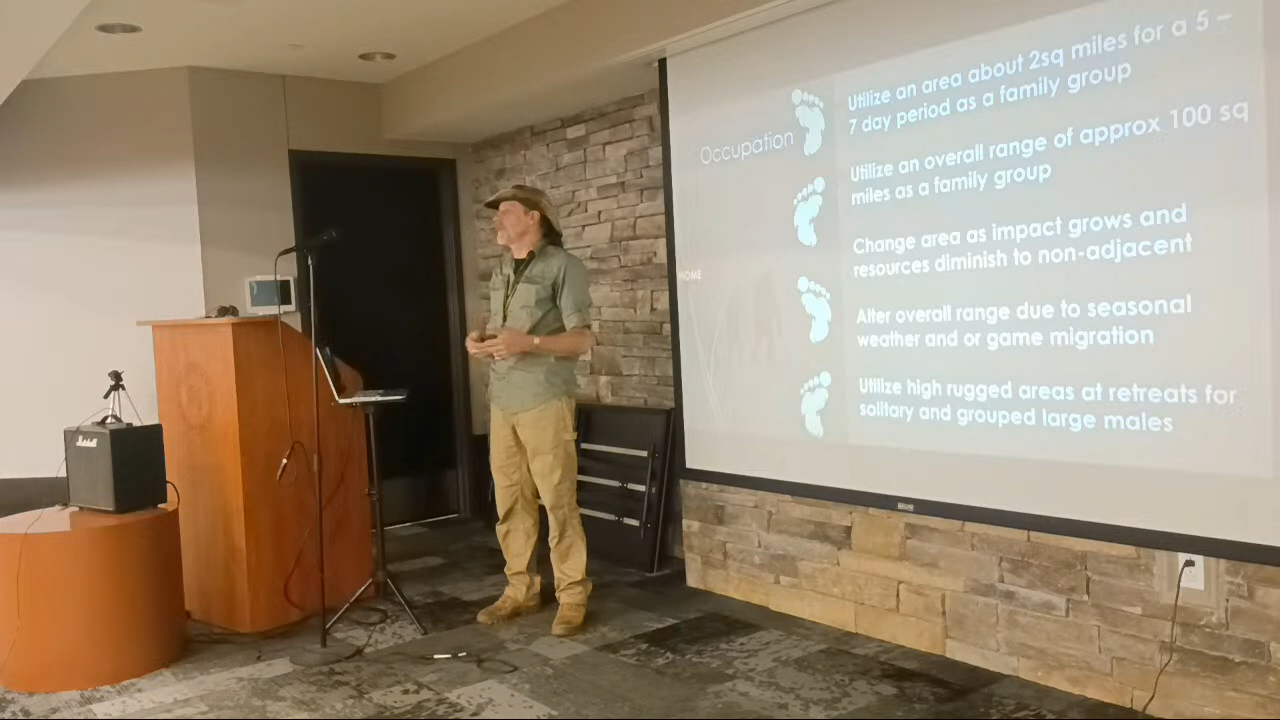 Utilize an area about 2sq miles for a 5 –
7 day period as a family group
Occupation
Utilize an overall range of approx 100 sq
miles as a family group
Change area as impact grows and
resources diminish to non-adjacent
HOME
Alter overall range due to seasonal
weather and or game migration
Utilize high rugged areas at retreats for
solitary and grouped large males
Marshall